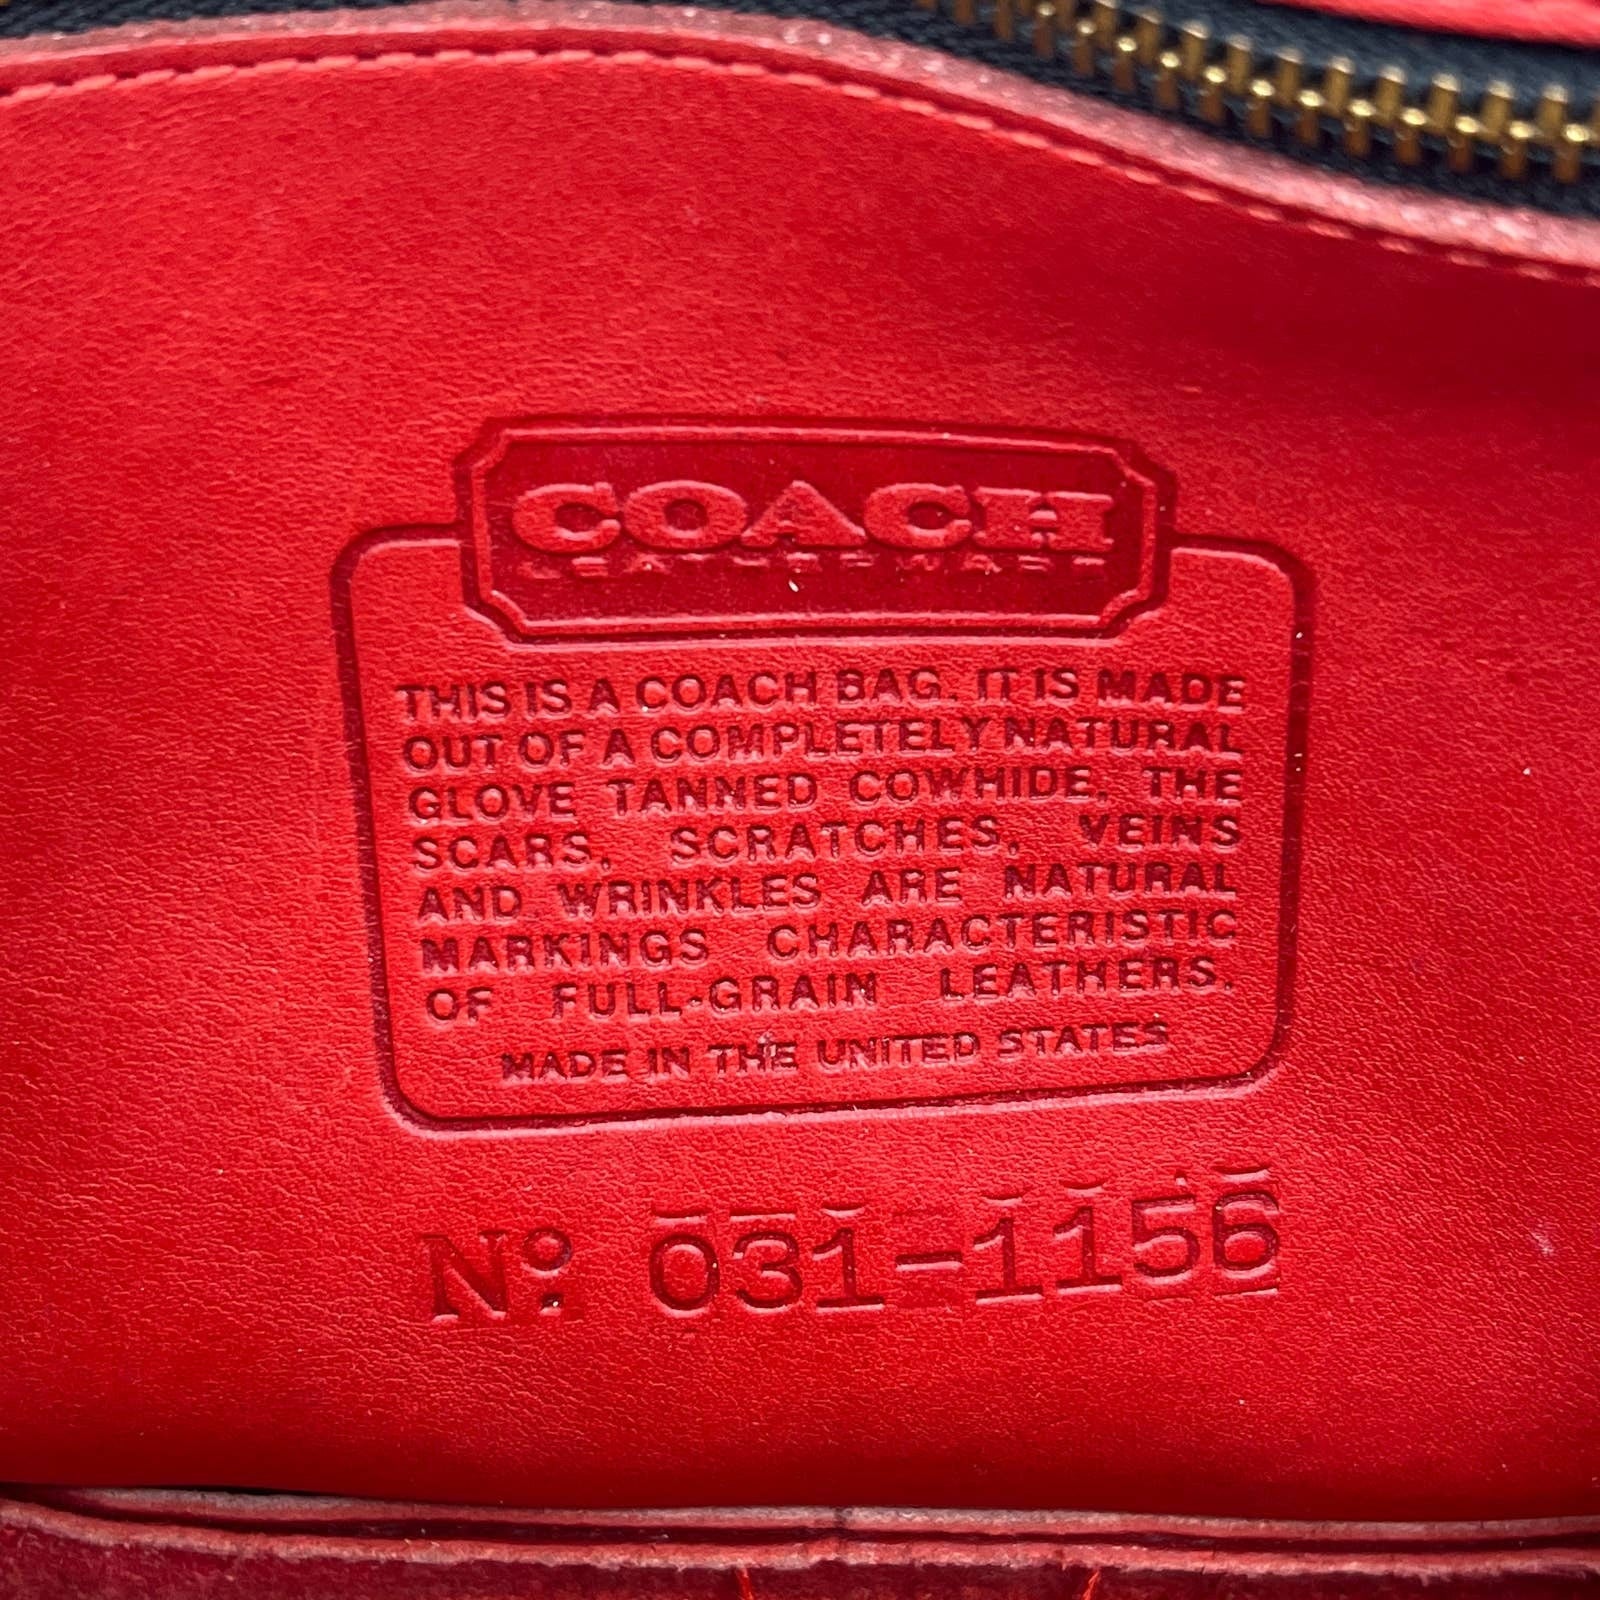 COACH
LEATHERWARE
THIS IS A COACH BAG. IT IS MADE
OUT OF A COMPLETELY NATURAL
GLOVE TANNED COWHIDE. THE
SCARS, SCRATCHES, VEINS
AND WRINKLES ARE NATURAL
MARKINGS CHARACTERISTIC
OF FULL-GRAIN LEATHERS.
MADE IN THE UNITED STATES
No. 031-1156